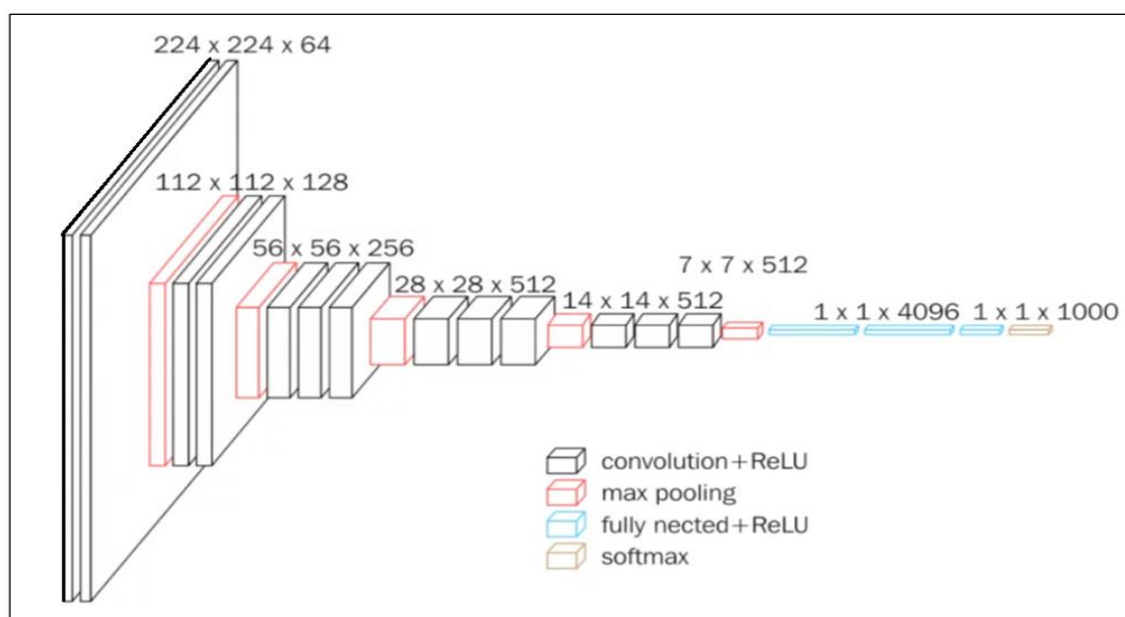 224 x 224 x 64
112 x 112 x 128
56 x 56 x 256
28 x 28 x 512
14 x 14 x 512
7 x 7 x 512
1 x 1 x 4096
1 x 1 x 1000
convolution+ReLU
max pooling
fully nected+ReLU
softmax